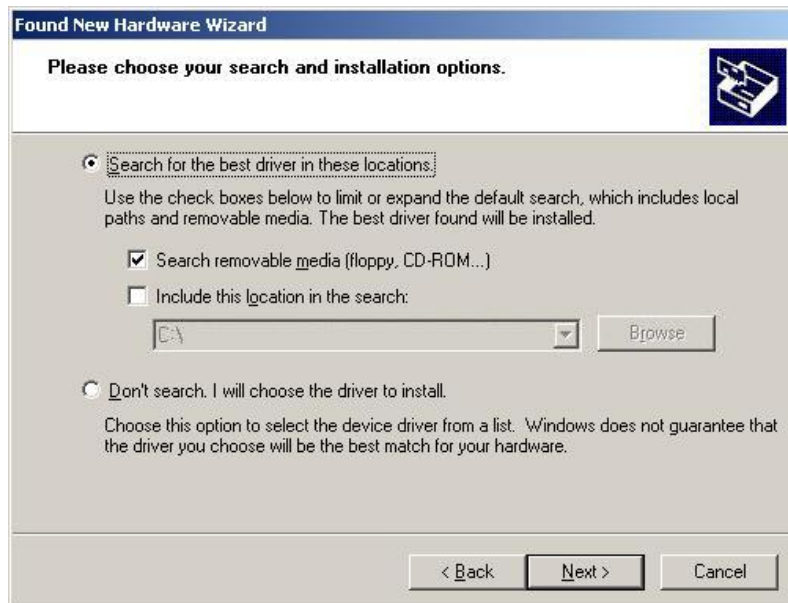 Found New Hardware Wizard
Please choose your search and installation options.
Search for the best driver in these locations.
Use the check boxes below to limit or expand the default search, which includes local
paths and removable media. The best driver found will be installed.
Search removable media (floppy, CD-ROM...)
Include this location in the search:
C:\
Browse
Don't search. I will choose the driver to install.
Choose this option to select the device driver from a list. Windows does not guarantee that
the driver you choose will be the best match for your hardware.
< Back
Next >
Cancel